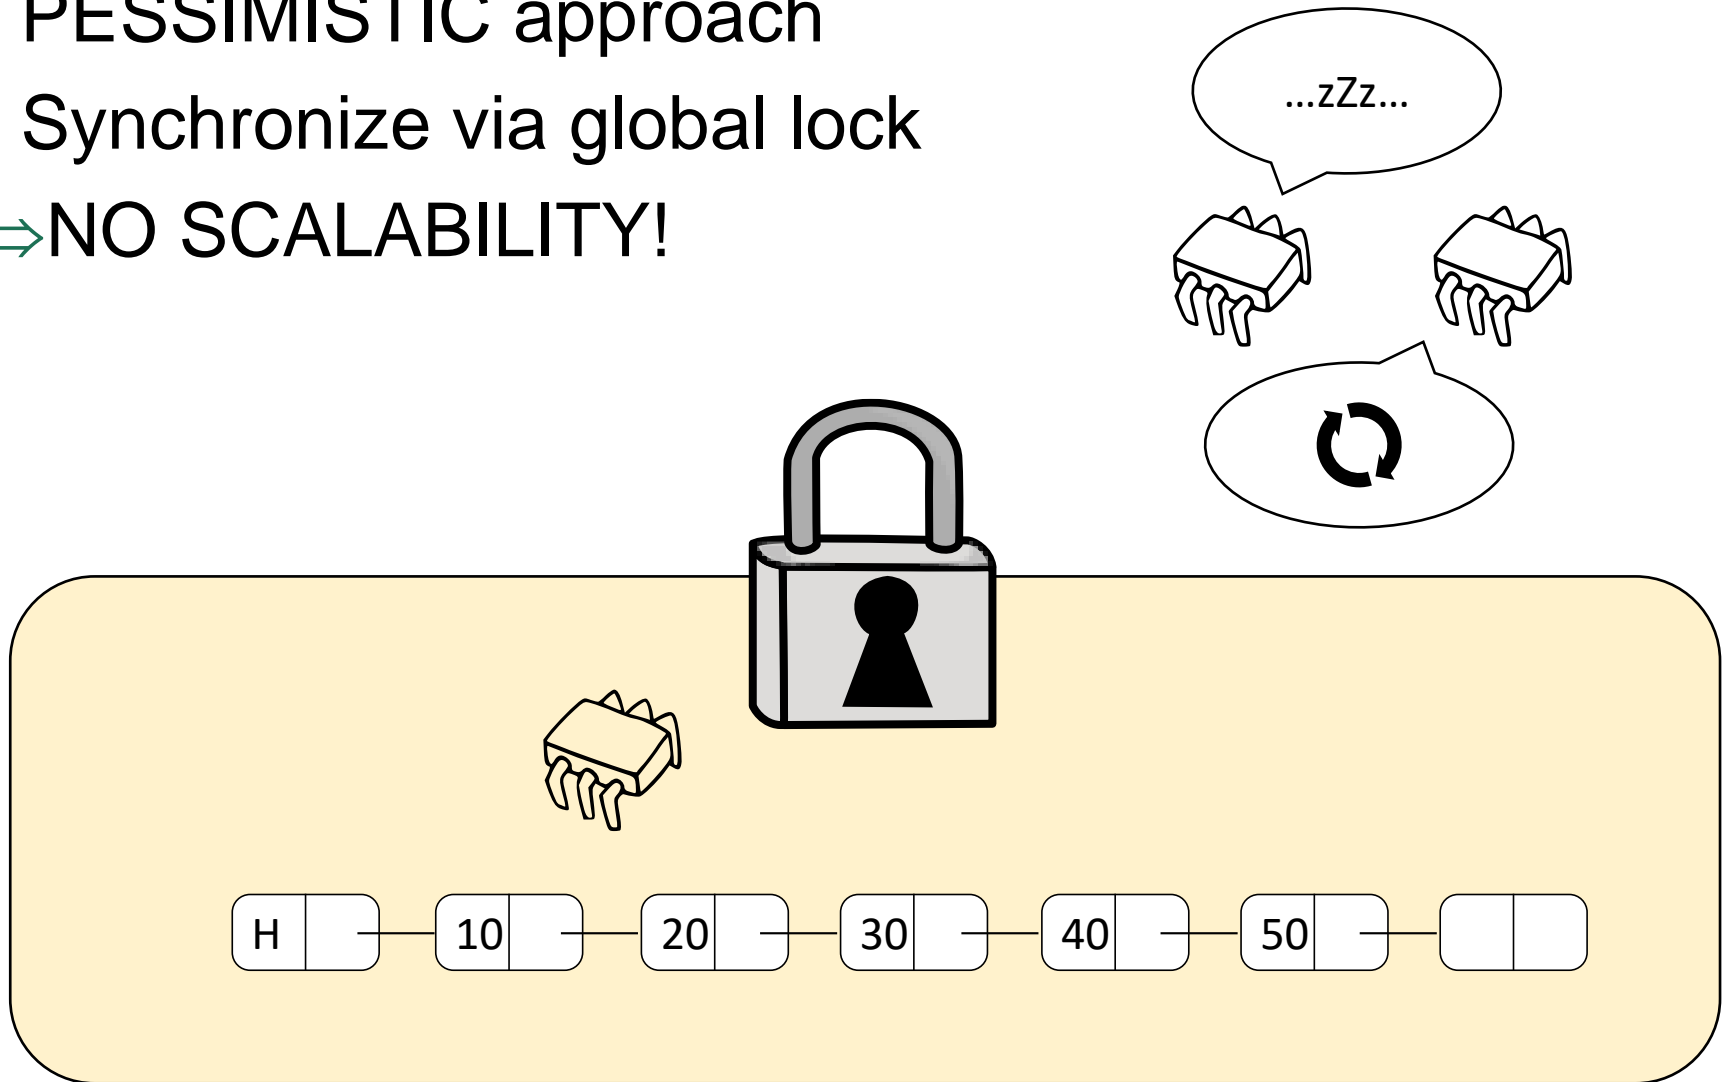 PESSIMISTIC approach
Synchronize via global lock
⇒NO SCALABILITY!
...zZz...
H 10 20 30 40 50